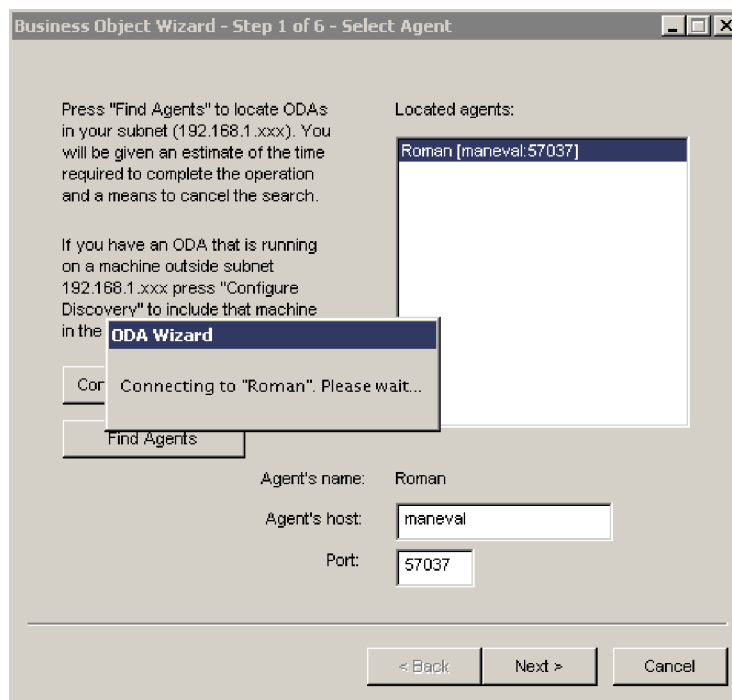 Business Object Wizard - Step 1 of 6 - Select Agent
Press "Find Agents" to locate ODAs
in your subnet (192.168.1.xxx). You
will be given an estimate of the time
required to complete the operation
and a means to cancel the search.
If you have an ODA that is running
on a machine outside subnet
192.168.1.xxx press "Configure
Discovery" to include that machine
in the
Located agents:
Roman [maneval:57037]
ODA Wizard
Connecting to "Roman". Please wait...
Cor
Find Agents
Agent's name: Roman
Agent's host: maneval
Port: 57037
< Back
Next >
Cancel